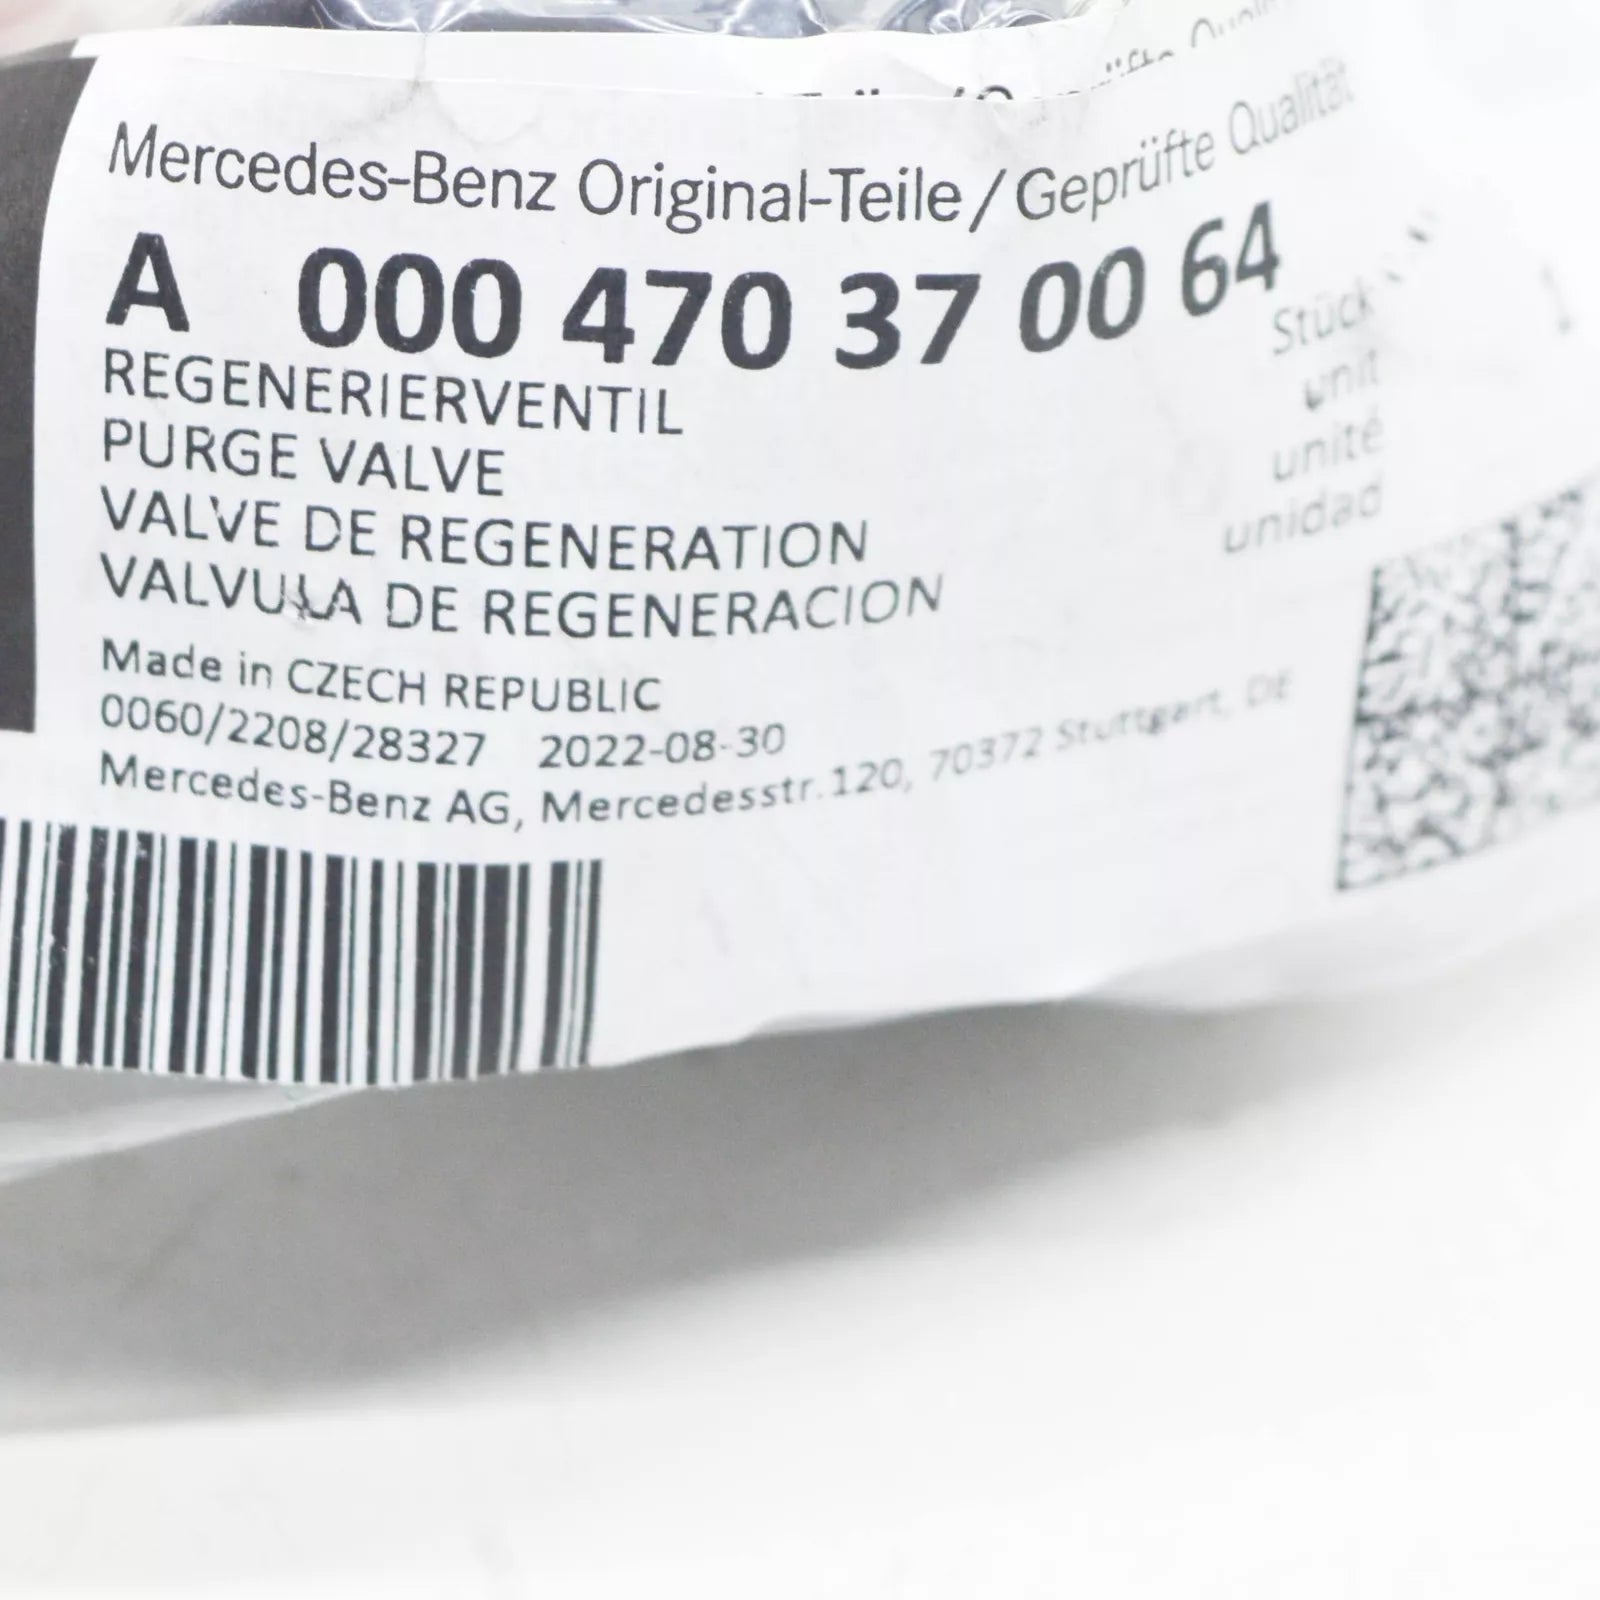 Mercedes-Benz Original-Teile / Geprüfte Qualität
A 000 470 37 00 64
REGENERIERVENTIL
PURGE VALVE
VALVE DE REGENERATION
VALVULA DE REGENERACION
Stück 1
unit
unité
unidad
Made in CZECH REPUBLIC
0060/2208/28327 2022-08-30
Mercedes-Benz AG, Mercedesstr.120, 70372 Stuttgart, DE